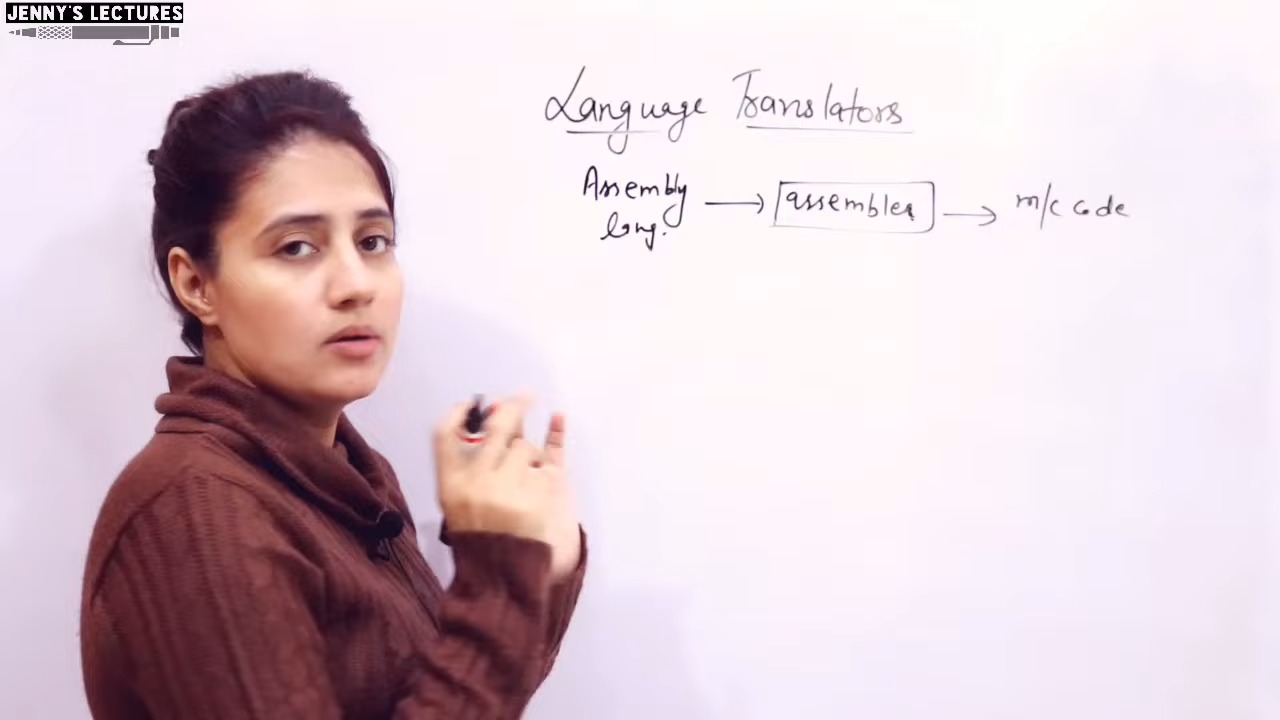 JENNY'S LECTURES
Language Translators
Assembly lang. → assembler → m/c code